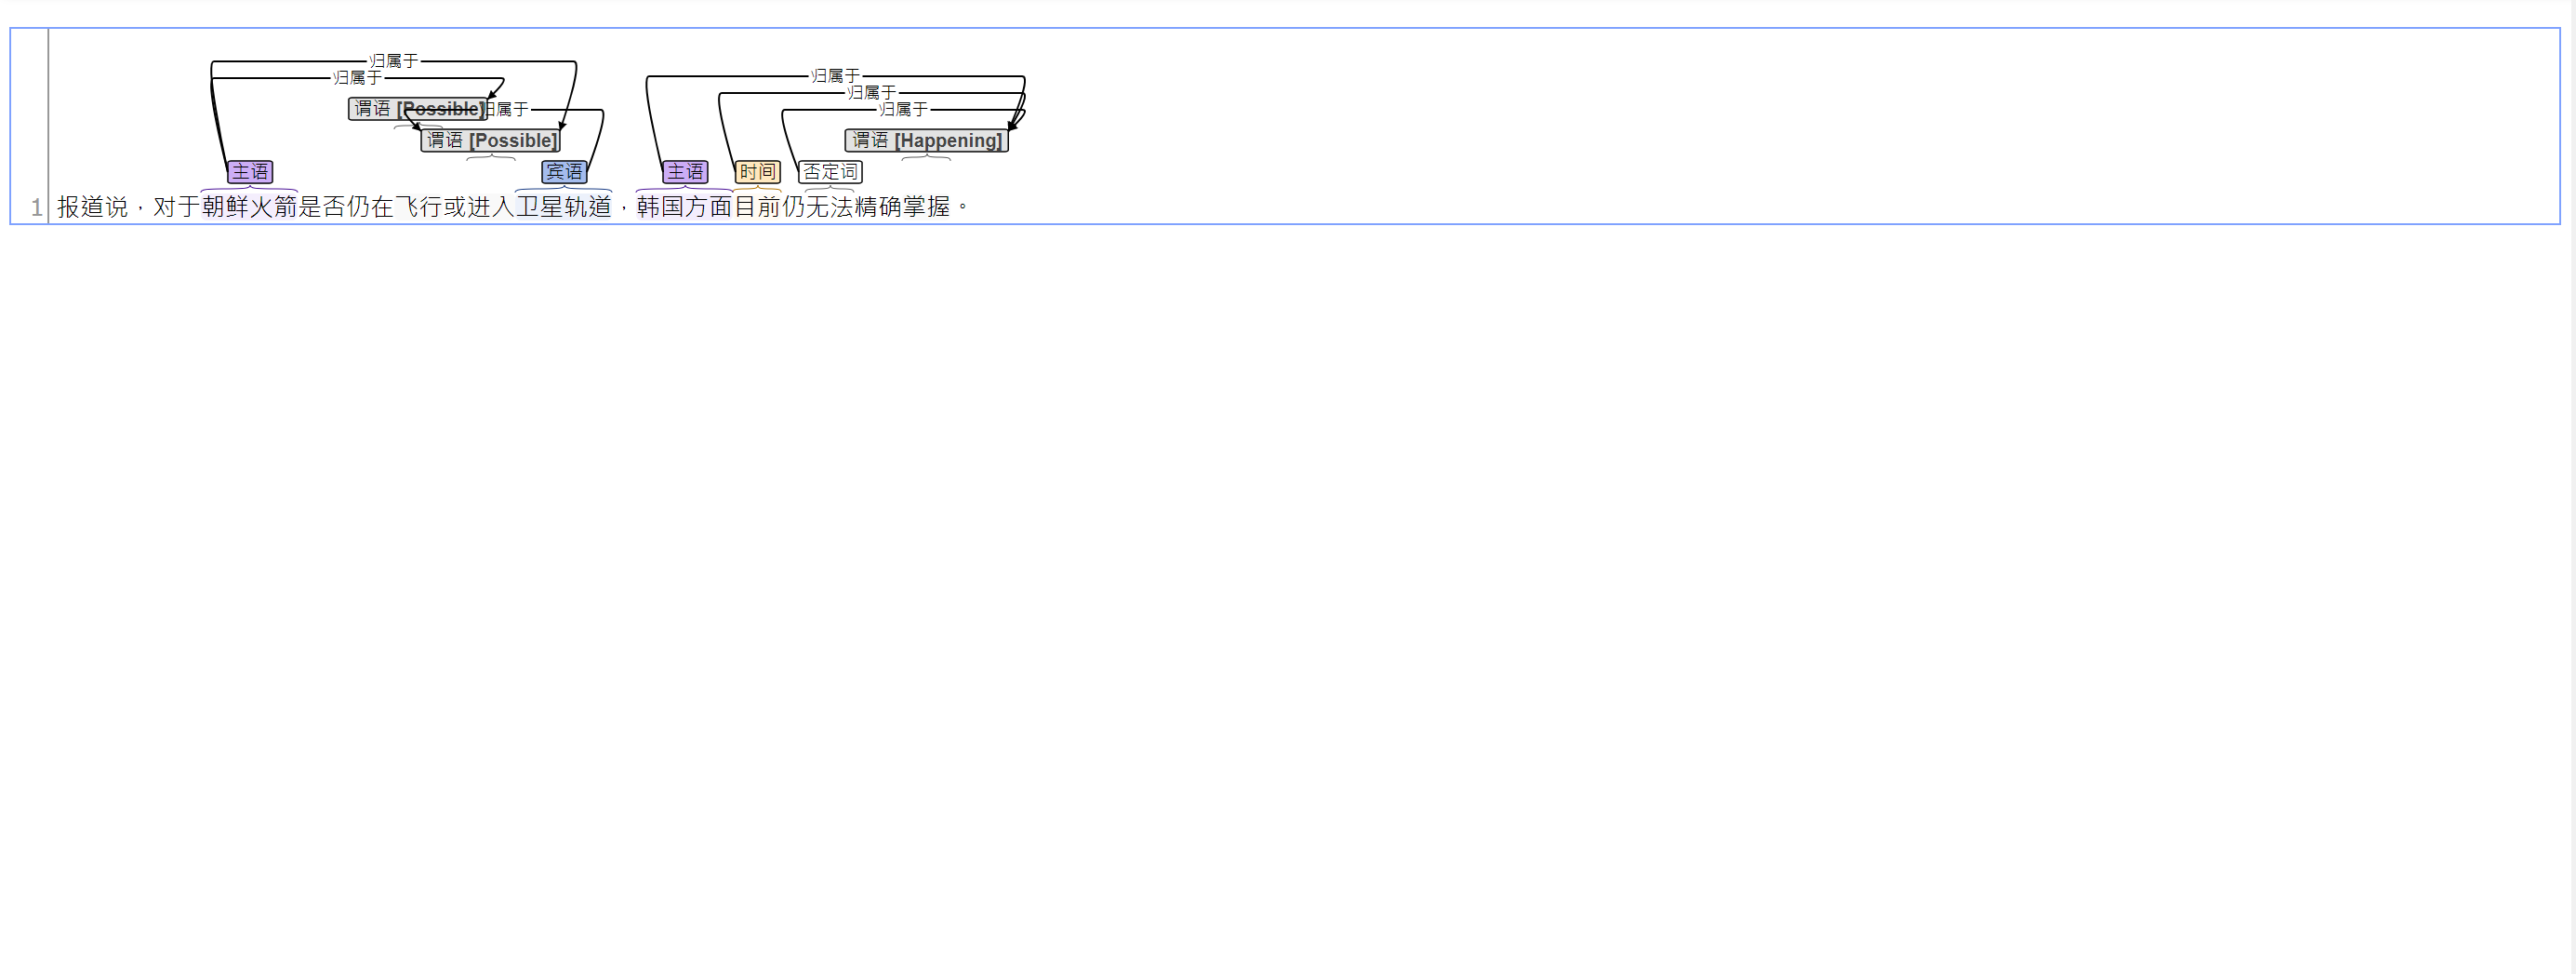 归属于
归属于 归属于
归属于
谓语 [Possible] 归属于 归属于
谓语 [Possible] 谓语 [Happening]
主语 宾语 主语 时间 否定词
1 报道说，对于朝鲜火箭是否仍在飞行或进入卫星轨道，韩国方面目前仍无法精确掌握。